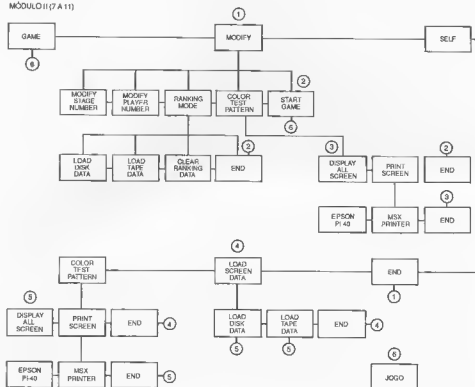 MÓDULO II (7 A 11)
①
GAME
MODIFY
SELF
⑥
②
MODIFY
STAGE
NUMBER
MODIFY
PLAYER
NUMBER
RANKING
MODE
COLOR
TEST
PATTERN
START
GAME
⑥
②
LOAD
DISK
DATA
LOAD
TAPE
DATA
CLEAR
RANKING
DATA
END
③
DISPLAY
ALL
SCREEN
PRINT
SCREEN
②
END
EPSON
PI-40
MSX
PRINTER
③
END
④
COLOR
TEST
PATTERN
LOAD
SCREEN
DATA
END
①
⑤
DISPLAY
ALL
SCREEN
PRINT
SCREEN
END
④
LOAD
DISK
DATA
LOAD
TAPE
DATA
END
④
⑤
⑤
EPSON
PI-40
MSX
PRINTER
END
⑤
⑥
JOGO